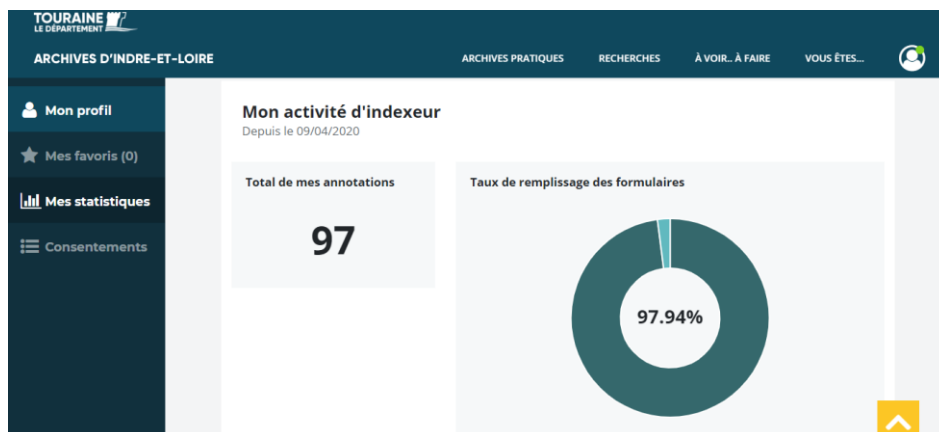 TOURAINE
LE DÉPARTEMENT
ARCHIVES D'INDRE-ET-LOIRE
ARCHIVES PRATIQUES RECHERCHES À VOIR.. À FAIRE VOUS ÊTES...
Mon profil
Mes favoris (0)
Mes statistiques
Consentements
Mon activité d'indexeur
Depuis le 09/04/2020
Total de mes annotations
97
Taux de remplissage des formulaires
97.94%